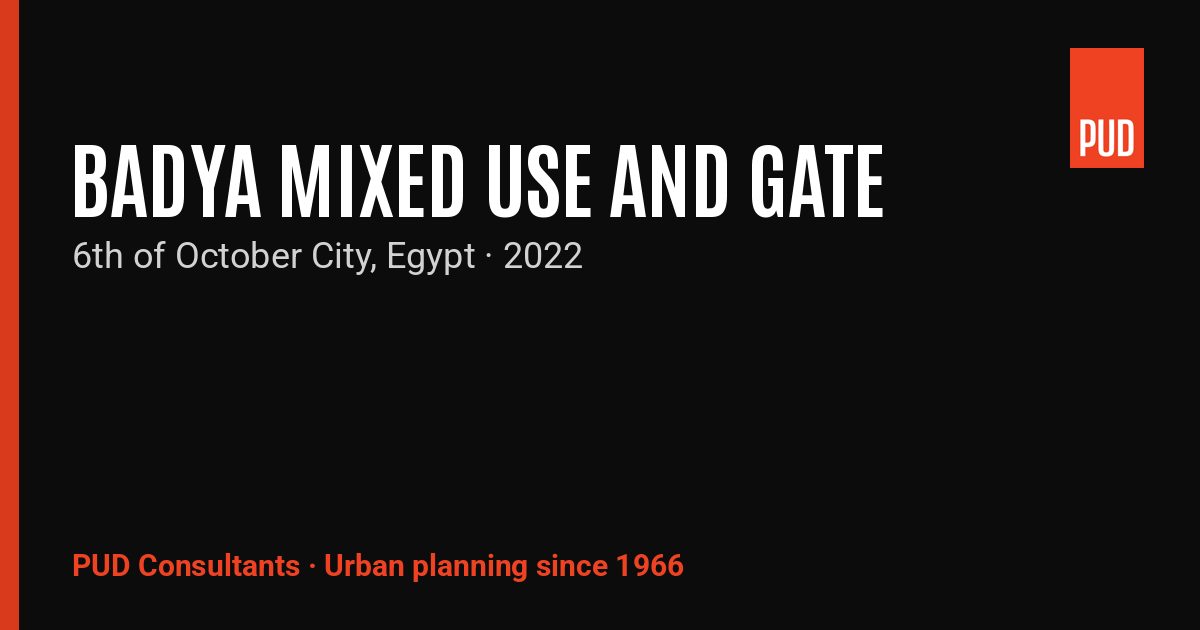 PUD
BADYA MIXED USE AND GATE
6th of October City, Egypt · 2022
PUD Consultants · Urban planning since 1966